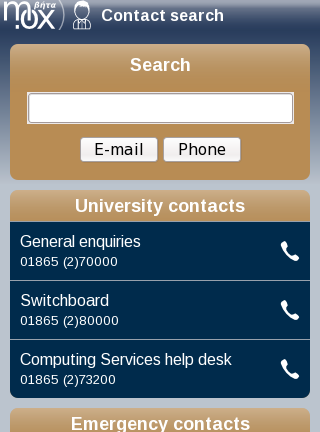 m.ox βήτα
Contact search
Search
E-mail Phone
University contacts
General enquiries
01865 (2)70000
Switchboard
01865 (2)80000
Computing Services help desk
01865 (2)73200
Emergency contacts